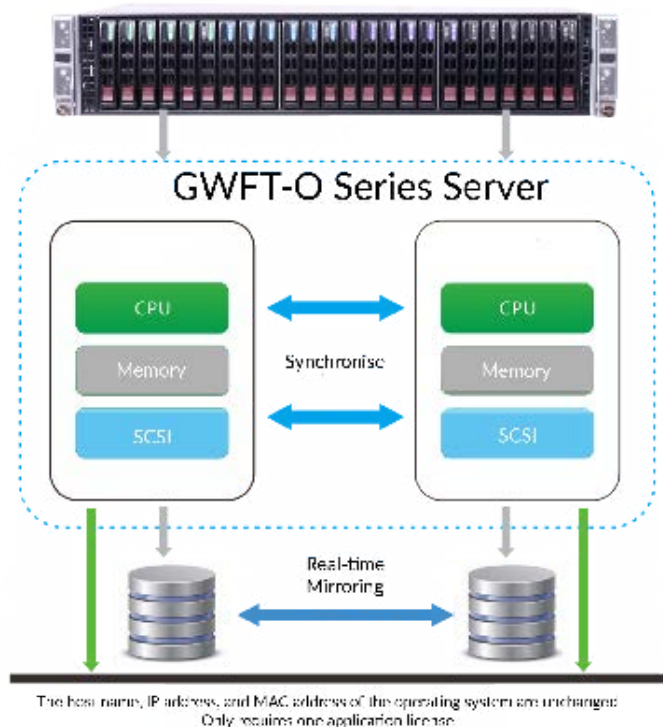 GWFT-O Series Server
CPU
CPU
Synchronise
Memory
Memory
SCSI
SCSI
Real-time
Mirroring
The host name, IP address, and MAC address of the operating system are unchanged
Only requires one application license